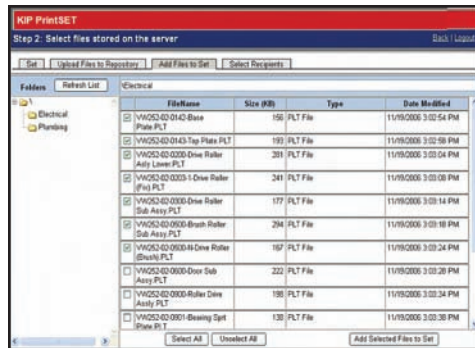 KIP PrintSET
Step 2: Select files stored on the server
Back | Logout
Set
Upload Files to Repository
Add Files to Set
Select Recipients
Folders
Refresh List
\Electrical
\
Electrical
Plumbing
FileName Size (KB) Type Date Modified
VW252-02-0142-Base
Plate.PLT
156 PLT File 11/19/2006 3:02:54 PM
VW252-02-0143-Top Plate.PLT 193 PLT File 11/19/2006 3:02:58 PM
VW252-02-0200-Drive Roller
Asly Lower.PLT
281 PLT File 11/19/2006 3:03:04 PM
VW252-02-0203-1-Drive Roller
(Fix).PLT
241 PLT File 11/19/2006 3:03:08 PM
VW252-02-0300-Drive Roller
Sub Assy.PLT
177 PLT File 11/19/2006 3:03:14 PM
VW252-02-0500-Brush Roller
Sub Assy.PLT
294 PLT File 11/19/2006 3:03:18 PM
VW252-02-0500-N-Drive Roller
(Brush).PLT
167 PLT File 11/19/2006 3:03:24 PM
VW252-02-0600-Door Sub
Assy.PLT
222 PLT File 11/19/2006 3:03:28 PM
VW252-02-0900-Roller Drive
Assly PLT
198 PLT File 11/19/2006 3:03:34 PM
VW252-02-0901-Bearing Sprt
Plate.PLT
138 PLT File 11/19/2006 3:03:38 PM
Select All
Unselect All
Add Selected Files to Set